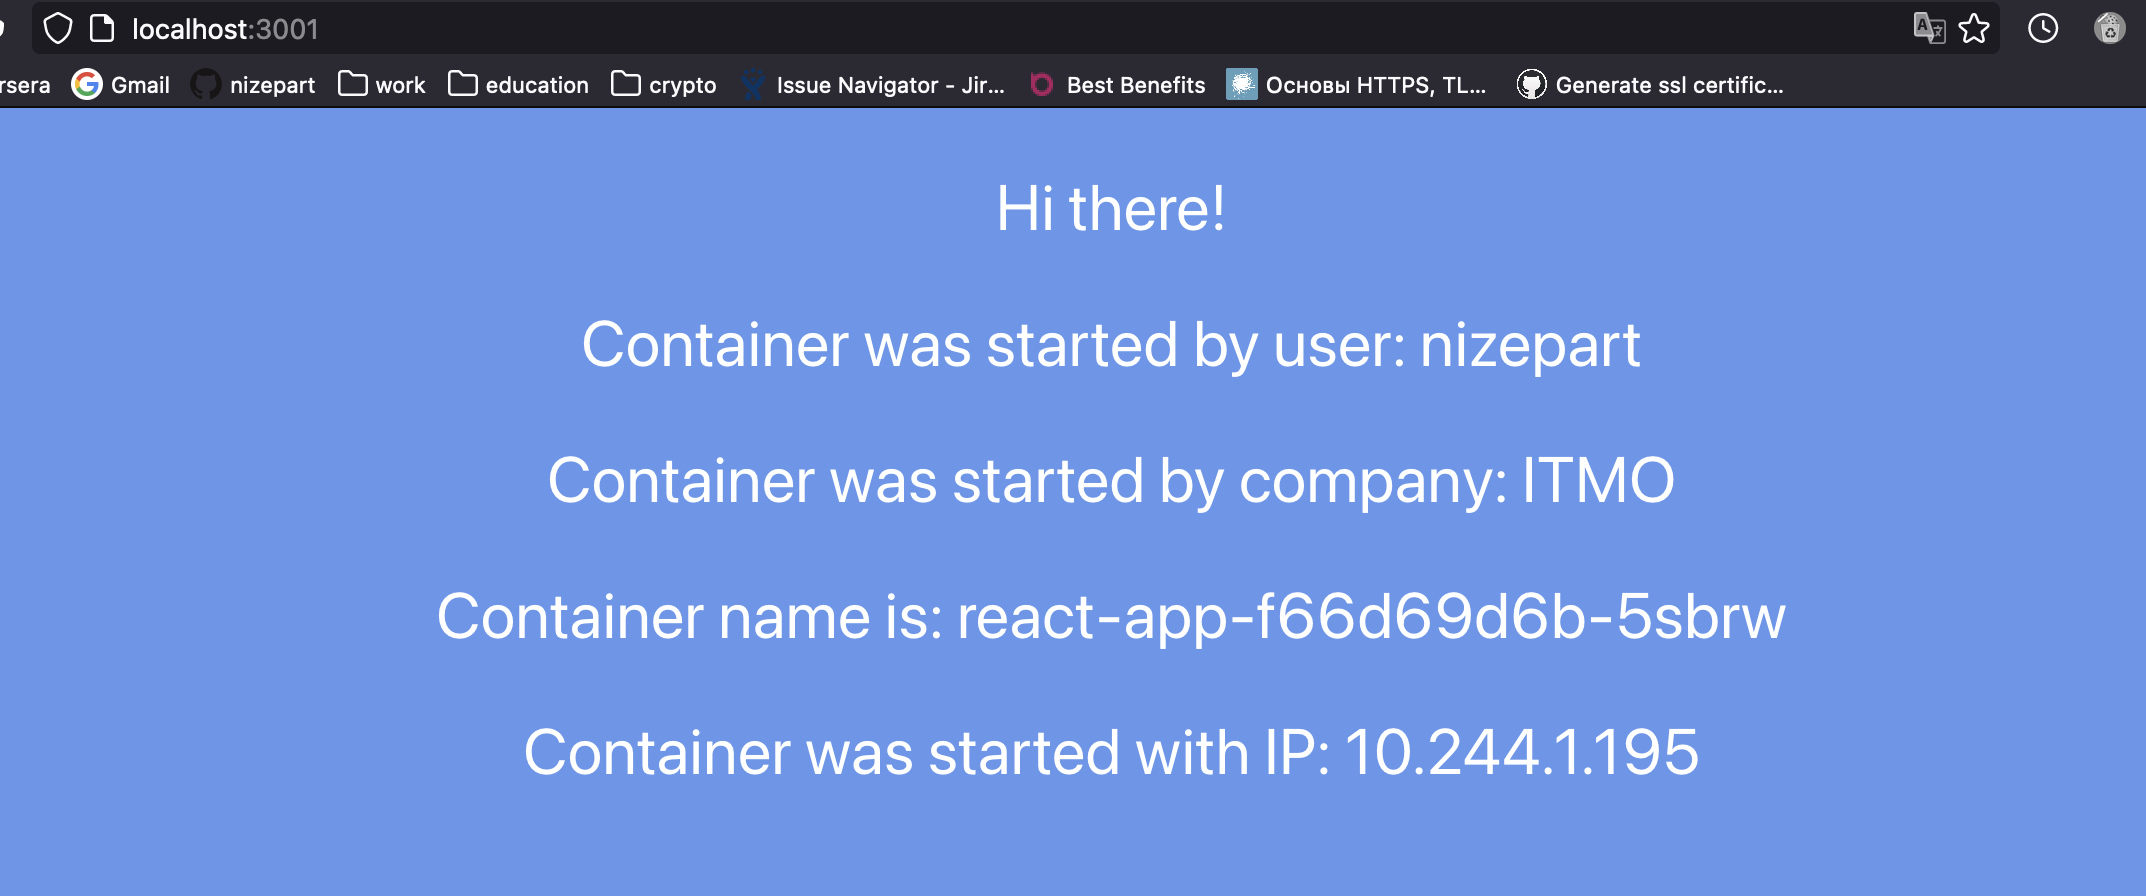 localhost:3001
rsera Gmail nizepart work education crypto Issue Navigator - Jir... Best Benefits Основы HTTPS, TL... Generate ssl certific...
Hi there!
Container was started by user: nizepart
Container was started by company: ITMO
Container name is: react-app-f66d69d6b-5sbrw
Container was started with IP: 10.244.1.195